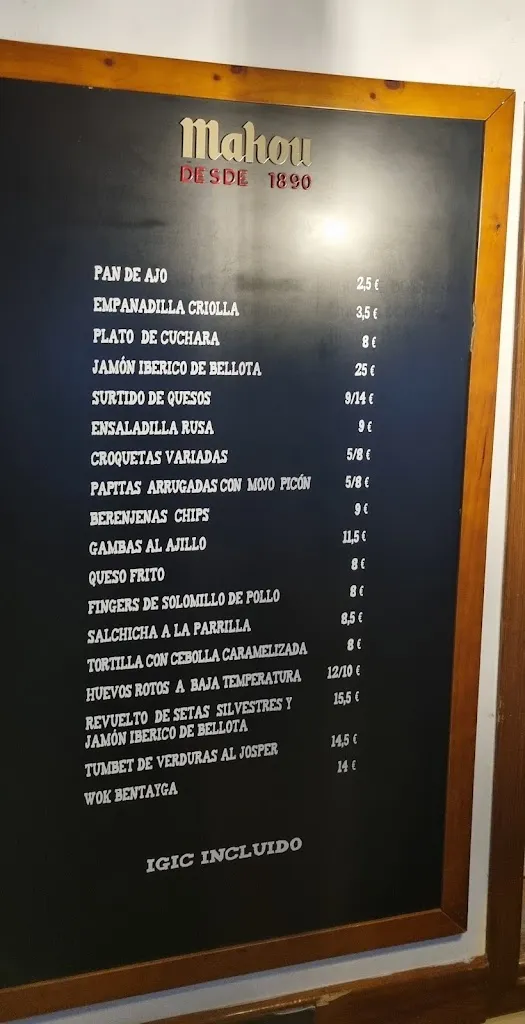 Mahou
DESDE 1890
PAN DE AJO 2,5 €
EMPANADILLA CRIOLLA 3,5 €
PLATO DE CUCHARA 8 €
JAMÓN IBERICO DE BELLOTA 25 €
SURTIDO DE QUESOS 9/14 €
ENSALADILLA RUSA 9 €
CROQUETAS VARIADAS 5/8 €
PAPITAS ARRUGADAS CON MOJO PICÓN 5/8 €
BERENJENAS CHIPS 9 €
GAMBAS AL AJILLO 11,5 €
QUESO FRITO 8 €
FINGERS DE SOLOMILLO DE POLLO 8 €
SALCHICHA A LA PARRILLA 8,5 €
TORTILLA CON CEBOLLA CARAMELIZADA 8 €
HUEVOS ROTOS A BAJA TEMPERATURA 12/10 €
REVUELTO DE SETAS SILVESTRES Y 15,5 €
JAMÓN IBERICO DE BELLOTA
TUMBET DE VERDURAS AL JOSPER 14,5 €
WOK BENTAYGA 14 €
IGIC INCLUIDO